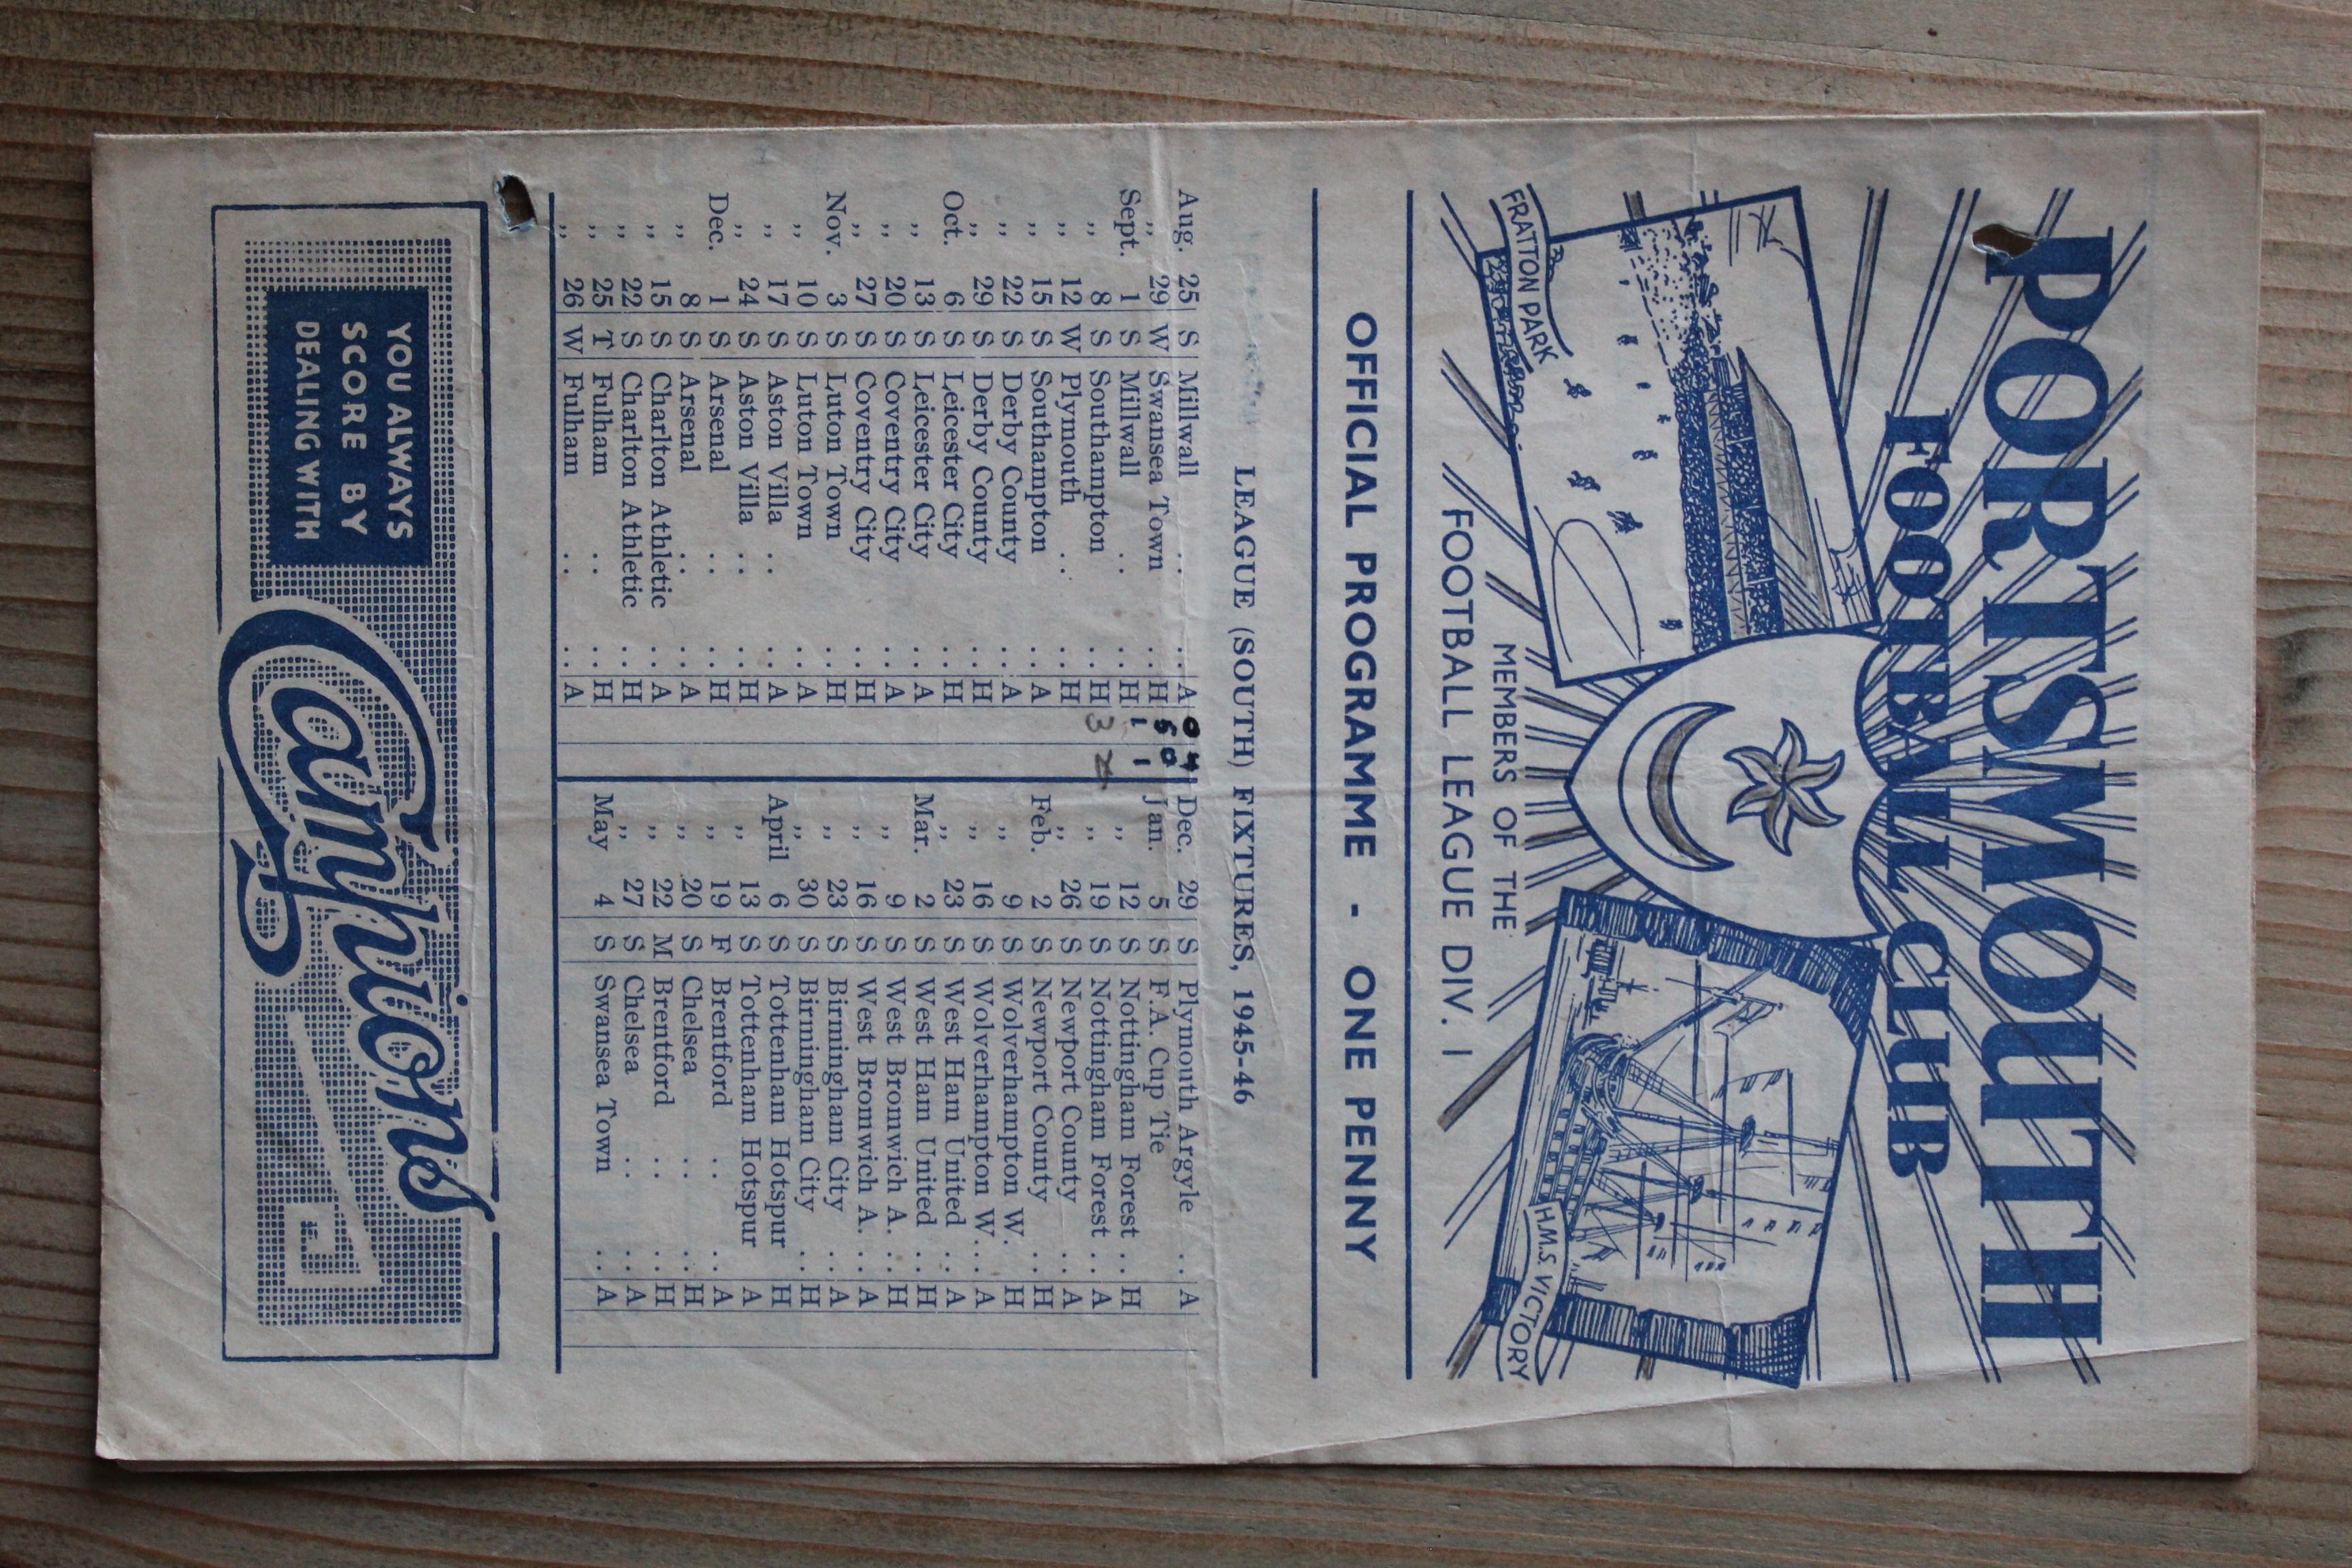 PORTSMOUTH
FOOTBALL CLUB
FRATTON PARK
H.M.S. VICTORY
MEMBERS OF THE
FOOTBALL LEAGUE DIV. I
OFFICIAL PROGRAMME - ONE PENNY
LEAGUE (SOUTH) FIXTURES, 1945-46
Aug. 25 S Millwall .. .. A 0 4
,, 29 W Swansea Town .. H 5 0
Sept. 1 S Millwall .. .. H 1 1
,, 8 S Southampton .. H 3
,, 12 W Plymouth .. .. H
,, 15 S Southampton .. A
,, 22 S Derby County .. A
,, 29 S Derby County .. H
Oct. 6 S Leicester City .. H
,, 13 S Leicester City .. A
,, 20 S Coventry City .. A
,, 27 S Coventry City .. H
Nov. 3 S Luton Town .. H
,, 10 S Luton Town .. A
,, 17 S Aston Villa .. .. A
,, 24 S Aston Villa .. .. H
Dec. 1 S Arsenal .. .. H
,, 8 S Arsenal .. .. A
,, 15 S Charlton Athletic .. A
,, 22 S Charlton Athletic .. H
,, 25 T Fulham .. .. H
,, 26 W Fulham .. .. A
Dec. 29 S Plymouth Argyle .. A
Jan. 5 S F.A. Cup Tie
,, 12 S Nottingham Forest .. H
,, 19 S Nottingham Forest .. A
,, 26 S Newport County .. A
Feb. 2 S Newport County .. H
,, 9 S Wolverhampton W. .. H
,, 16 S Wolverhampton W. .. A
,, 23 S West Ham United .. A
Mar. 2 S West Ham United .. H
,, 9 S West Bromwich A. .. H
,, 16 S West Bromwich A. .. A
,, 23 S Birmingham City .. A
,, 30 S Birmingham City .. H
April 6 S Tottenham Hotspur H
,, 13 S Tottenham Hotspur A
,, 19 F Brentford .. .. A
,, 20 S Chelsea .. .. H
,, 22 M Brentford .. .. H
,, 27 S Chelsea .. .. A
May 4 S Swansea Town .. A
YOU ALWAYS
SCORE BY
DEALING WITH
Camphions